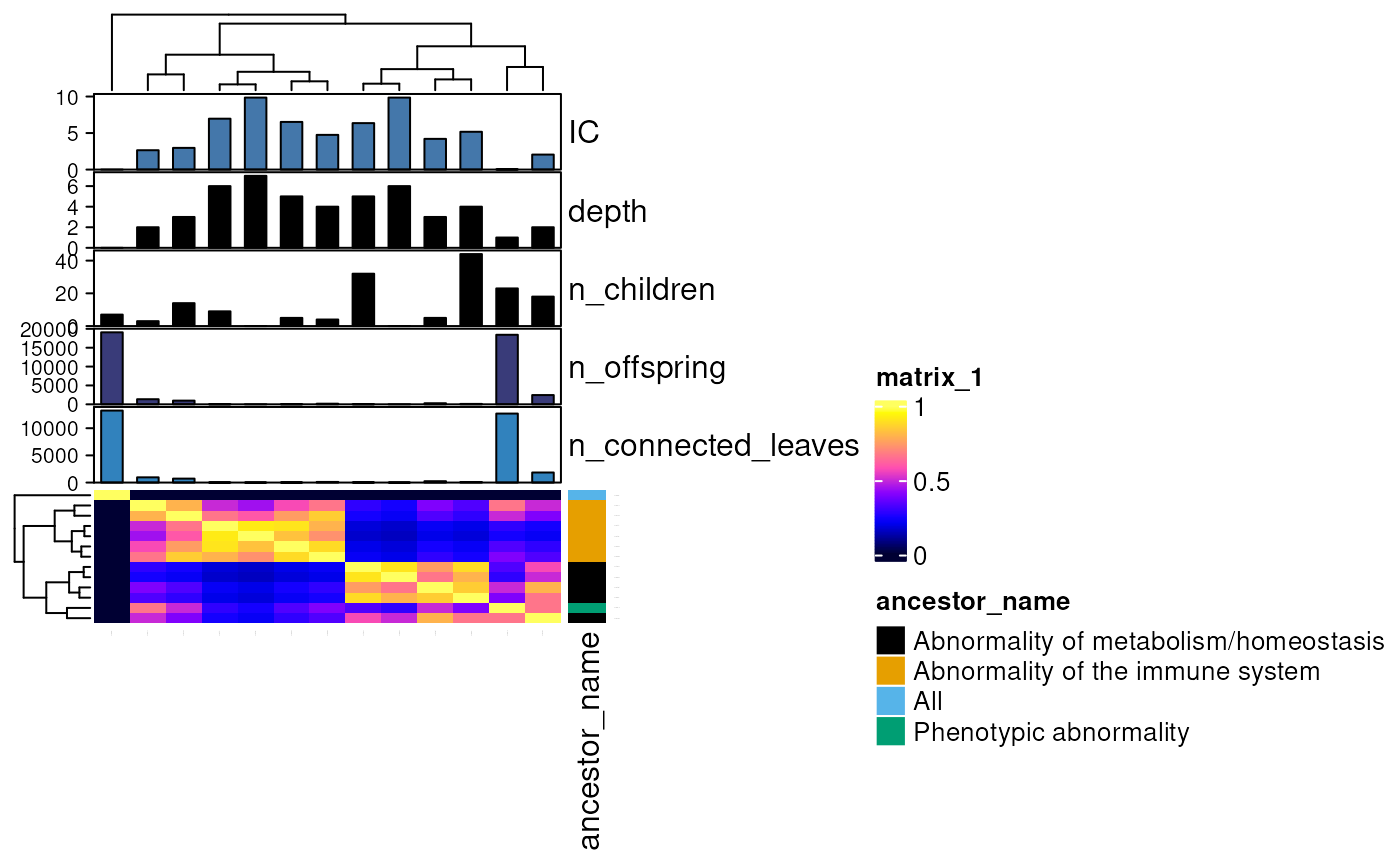 10
5
0
IC
6
4
2
0
depth
40
20
0
n_children
20000
15000
10000
5000
0
n_offspring
10000
5000
0
n_connected_leaves
ancestor_name
matrix_1
1
0.5
0
ancestor_name
Abnormality of metabolism/homeostasis
Abnormality of the immune system
All
Phenotypic abnormality